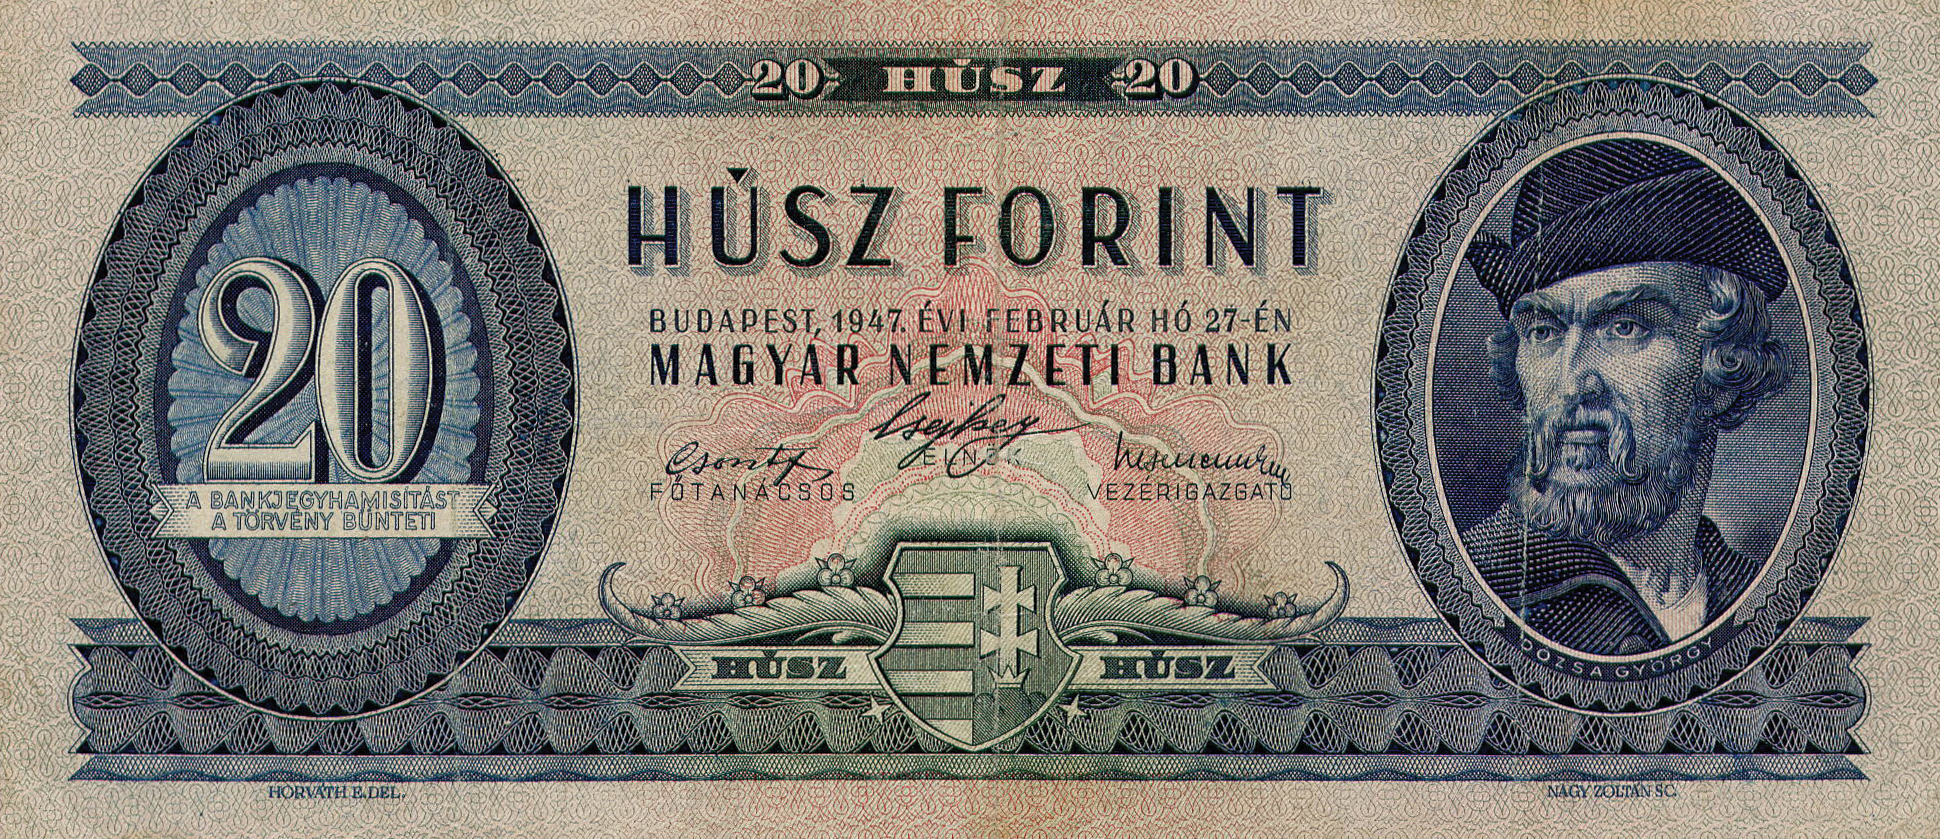 20 HÚSZ 20
HÚSZ FORINT
BUDAPEST, 1947. ÉVI FEBRUÁR HÓ 27-ÉN
MAGYAR NEMZETI BANK
ELNÖK
FŐTANÁCSOS VEZÉRIGAZGATÓ
20
A BANKJEGYHAMISÍTÁST
A TÖRVÉNY BÜNTETI
HÚSZ HÚSZ
DÓZSA GYÖRGY
HORVÁTH E. DEL. NAGY ZOLTÁN SC.